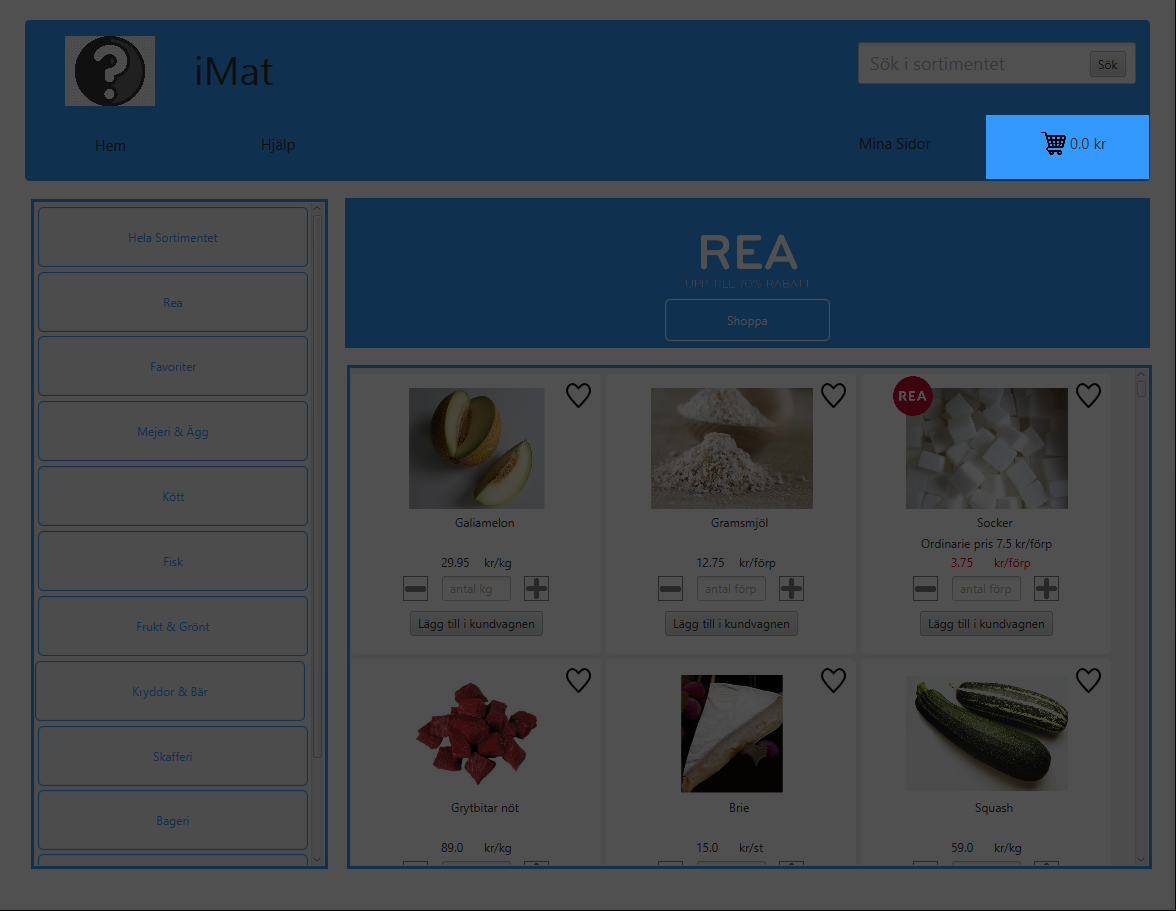 iMat
Sök i sortimentet
Sök
Hem
Hjälp
Mina Sidor
0.0 kr
Hela Sortimentet
Rea
Favoriter
Mejeri & Ägg
Kött
Fisk
Frukt & Grönt
Kryddor & Bär
Skafferi
Bageri
REA
UPP TILL 70% RABATT
Shoppa
Galiamelon
29.95 kr/kg
antal kg
Lägg till i kundvagnen
Gramsmjöl
12.75 kr/förp
antal förp
Lägg till i kundvagnen
REA
Socker
Ordinarie pris 7.5 kr/förp
3.75 kr/förp
antal förp
Lägg till i kundvagnen
Grytbitar nöt
89.0 kr/kg
Brie
15.0 kr/st
Squash
59.0 kr/kg